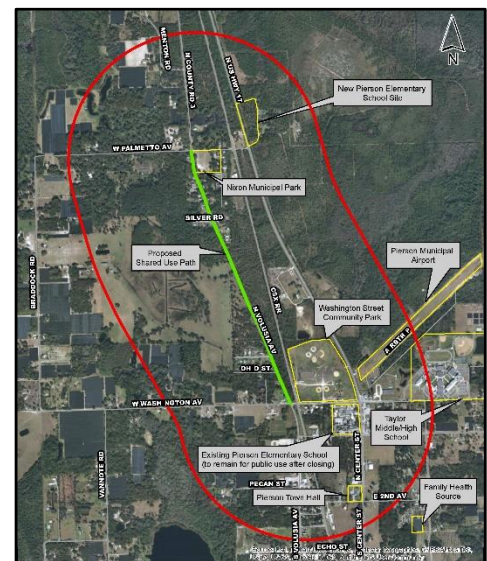 MENTON RD
N COUNTY RD 3
N US HWY 17
N
New Pierson Elementary
School Site
W PALMETTO AV
Nixon Municipal Park
SILVER RD
Proposed
Shared Use Path
Pierson Municipal
Airport
BRADDOCK RD
CSX RR
Washington Street
Community Park
N VOLUSIA AV
W WASHINGTON AV
Taylor
Middle/High
School
Existing Pierson Elementary School
(to remain for public use after closing)
N CENTER ST
VANNOTE RD
PECAN ST
Pierson Town Hall
E 2ND AV
Family Health
Source
S VOLUSIA AV
ECHO ST
S CENTER ST